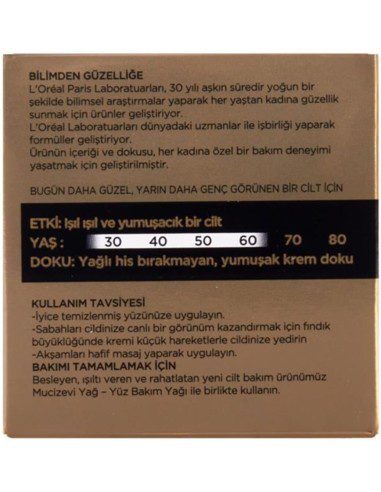 BİLİMDEN GÜZELLİĞE
L'Oréal Paris Laboratuarları, 30 yılı aşkın süredir yoğun bir
şekilde bilimsel araştırmalar yaparak her yaştan kadına güzellik
sunmak için ürünler geliştiriyor.
L'Oréal Laboratuarları dünyadaki uzmanlar ile işbirliği yaparak
formüller geliştiriyor.
Ürünün içeriği ve dokusu, her kadına özel bir bakım deneyimi
yaşatmak için geliştirilmiştir.
BUGÜN DAHA GÜZEL, YARIN DAHA GENÇ GÖRÜNEN BİR CİLT İÇİN
ETKİ: Işıl ışıl ve yumuşacık bir cilt
YAŞ : 30 40 50 60 70 80
DOKU: Yağlı his bırakmayan, yumuşak krem doku
KULLANIM TAVSİYESİ
-İyice temizlenmiş yüzünüze uygulayın.
-Sabahları cildinize canlı bir görünüm kazandırmak için fındık
büyüklüğünde kremi küçük hareketlerle cildinize yedirin
-Akşamları hafif masaj yaparak uygulayın.
BAKIMI TAMAMLAMAK İÇİN
Besleyen, ışıltı veren ve rahatlatan yeni cilt bakım ürünümüz
Mucizevi Yağ – Yüz Bakım Yağı ile birlikte kullanın.